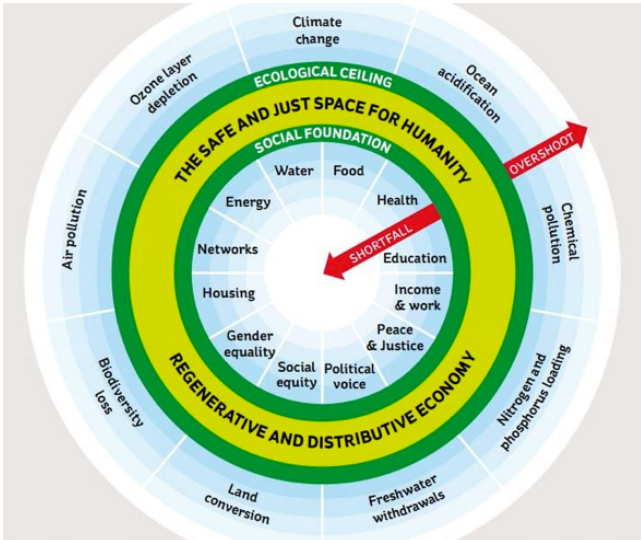 Climate
change
Ocean
acidification
Chemical
pollution
Nitrogen and
phosphorus loading
Freshwater
withdrawals
Land
conversion
Biodiversity
loss
Air pollution
Ozone layer
depletion
ECOLOGICAL CEILING
THE SAFE AND JUST SPACE FOR HUMANITY
SOCIAL FOUNDATION
OVERSHOOT
Water
Food
Health
SHORTFALL
Education
Income
& work
Peace
& Justice
Political
voice
Social
equity
Gender
equality
Housing
Networks
Energy
REGENERATIVE AND DISTRIBUTIVE ECONOMY